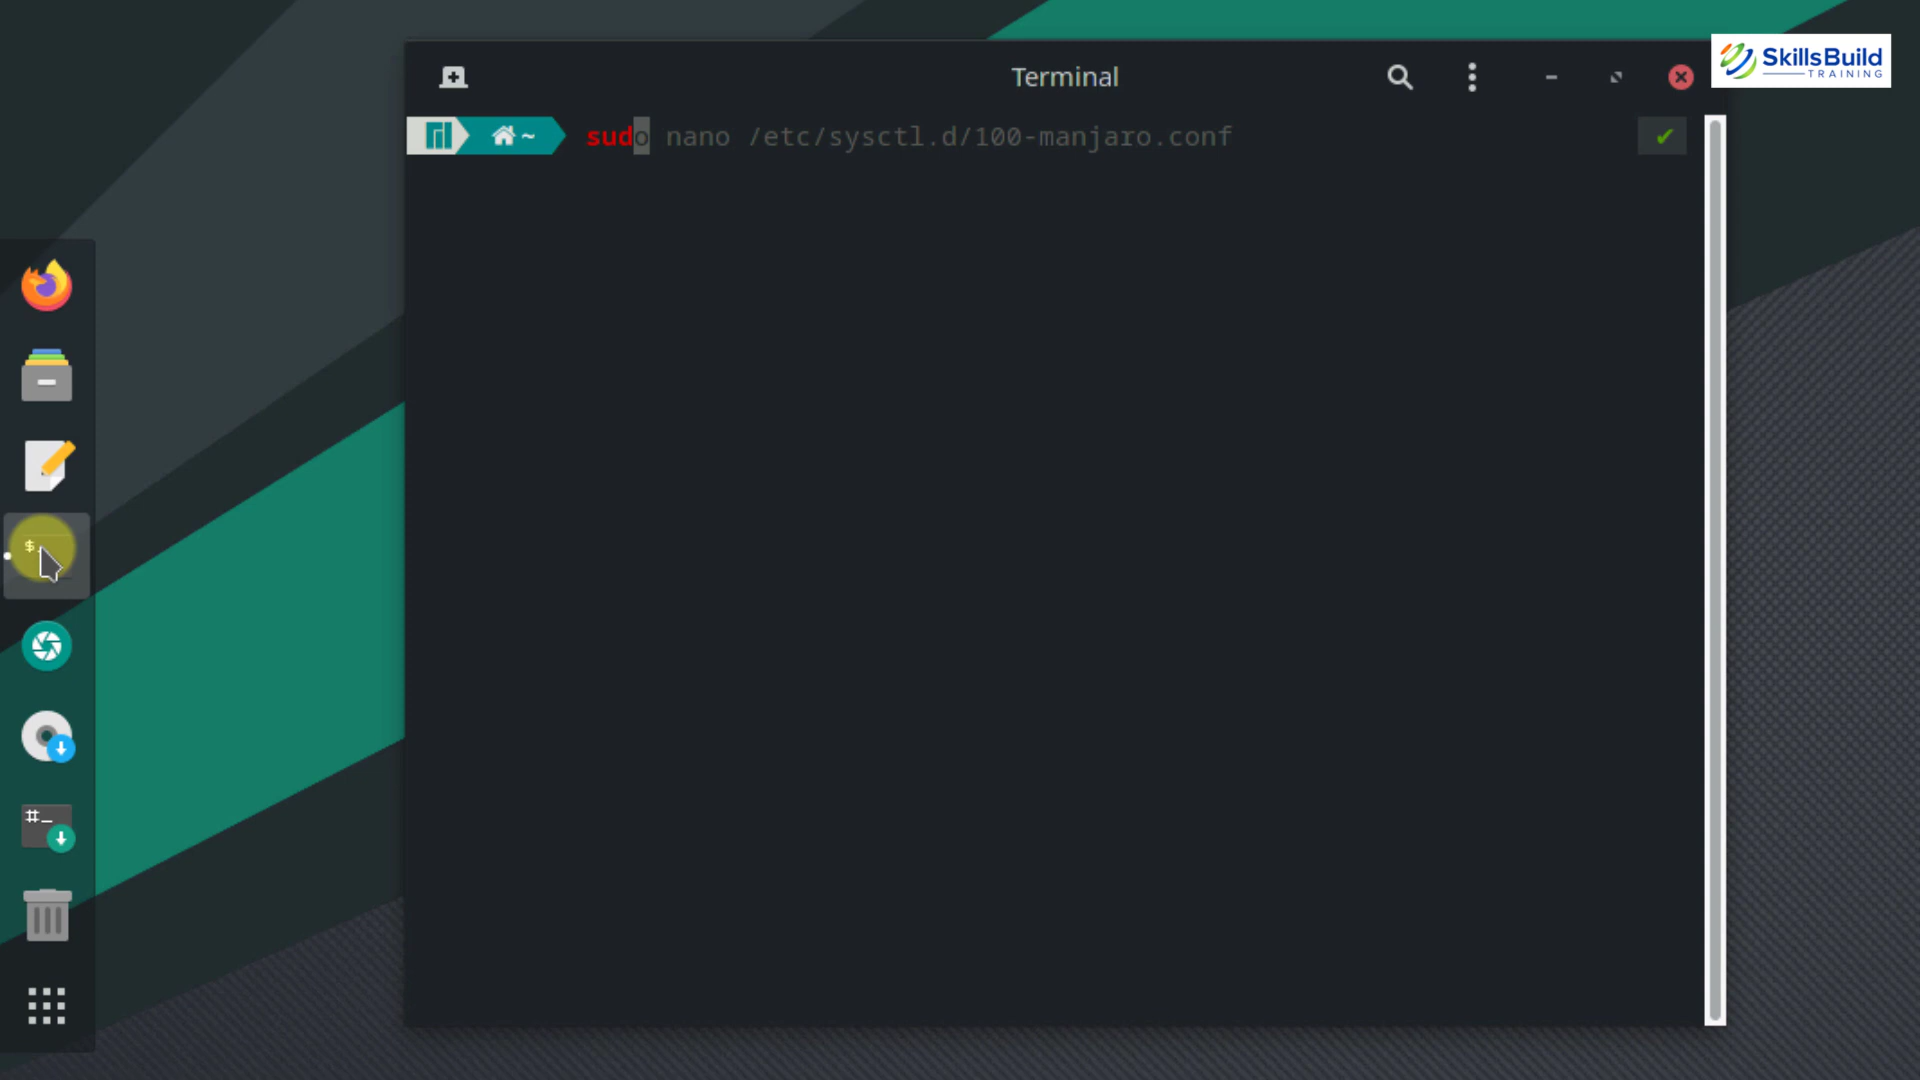 SkillsBuild
TRAINING
Terminal
~ sudo nano /etc/sysctl.d/100-manjaro.conf ✔
$
#_